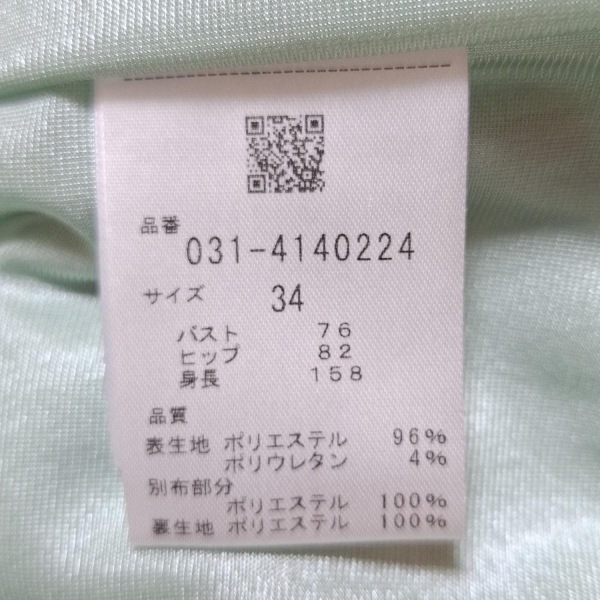 品番
031-4140224
サイズ 34
バスト 76
ヒップ 82
身長 158
品質
表生地 ポリエステル 96%
ポリウレタン 4%
別布部分
ポリエステル 100%
裏生地 ポリエステル 100%